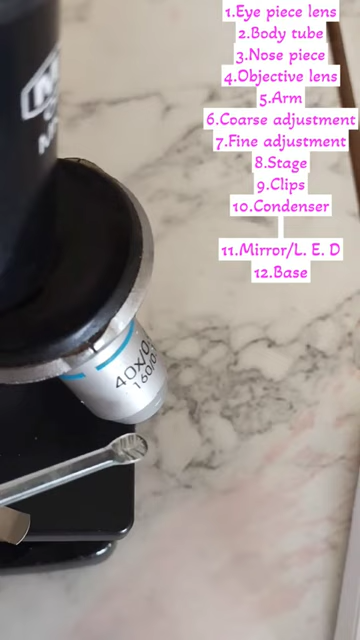 1.Eye piece lens
2.Body tube
3.Nose piece
4.Objective lens
5.Arm
6.Coarse adjustment
7.Fine adjustment
8.Stage
9.Clips
10.Condenser
11.Mirror/L. E. D
12.Base
40x/0
160/0